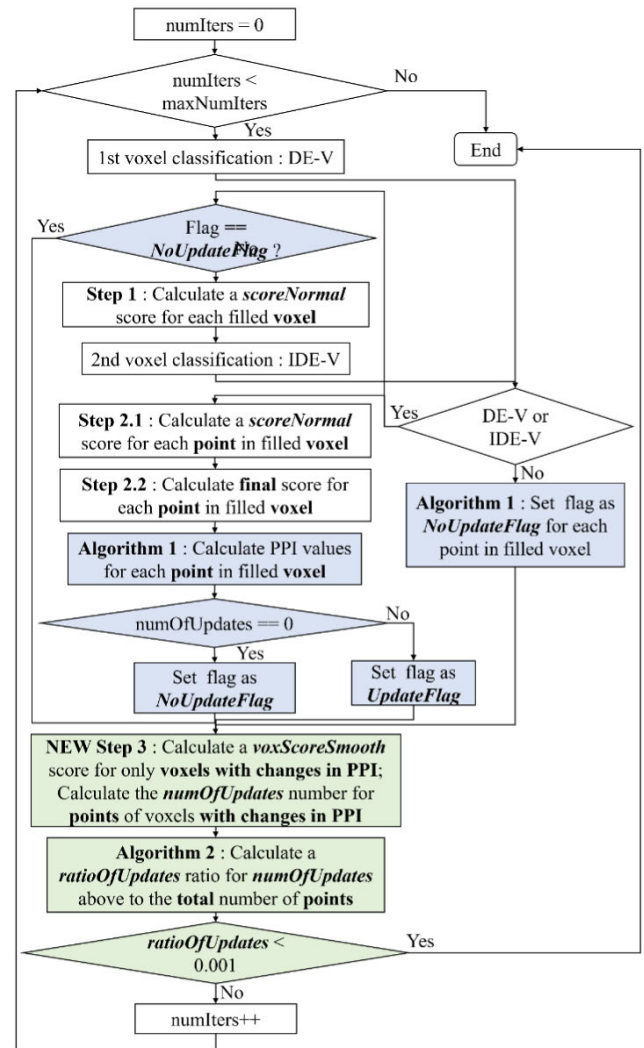 numIters = 0
numIters <
maxNumIters
No
Yes
End
1st voxel classification : DE-V
Yes
Flag ==
NoUpdateFlag ?
No
Step 1 : Calculate a scoreNormal
score for each filled voxel
2nd voxel classification : IDE-V
Step 2.1 : Calculate a scoreNormal
score for each point in filled voxel
Yes
DE-V or
IDE-V
Step 2.2 : Calculate final score for
each point in filled voxel
No
Algorithm 1 : Set flag as
NoUpdateFlag for each
point in filled voxel
Algorithm 1 : Calculate PPI values
for each point in filled voxel
numOfUpdates == 0
No
Yes
Set flag as
NoUpdateFlag
Set flag as
UpdateFlag
NEW Step 3 : Calculate a voxScoreSmooth
score for only voxels with changes in PPI;
Calculate the numOfUpdates number for
points of voxels with changes in PPI
Algorithm 2 : Calculate a
ratioOfUpdates ratio for numOfUpdates
above to the total number of points
ratioOfUpdates <
0.001
Yes
No
numIters++